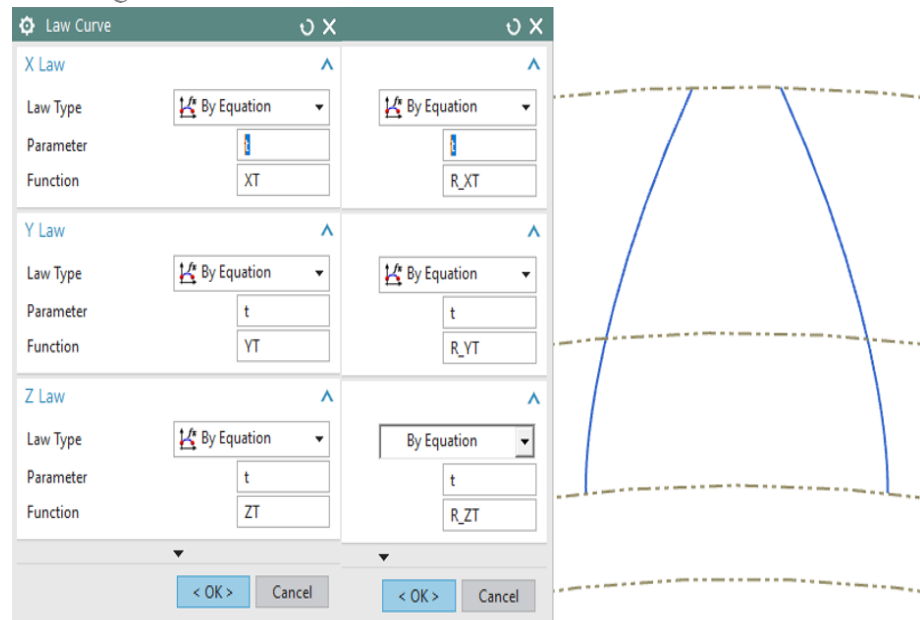 Law Curve
X Law
Law Type By Equation By Equation
Parameter t t
Function XT R_XT
Y Law
Law Type By Equation By Equation
Parameter t t
Function YT R_YT
Z Law
Law Type By Equation By Equation
Parameter t t
Function ZT R_ZT
< OK > Cancel < OK > Cancel